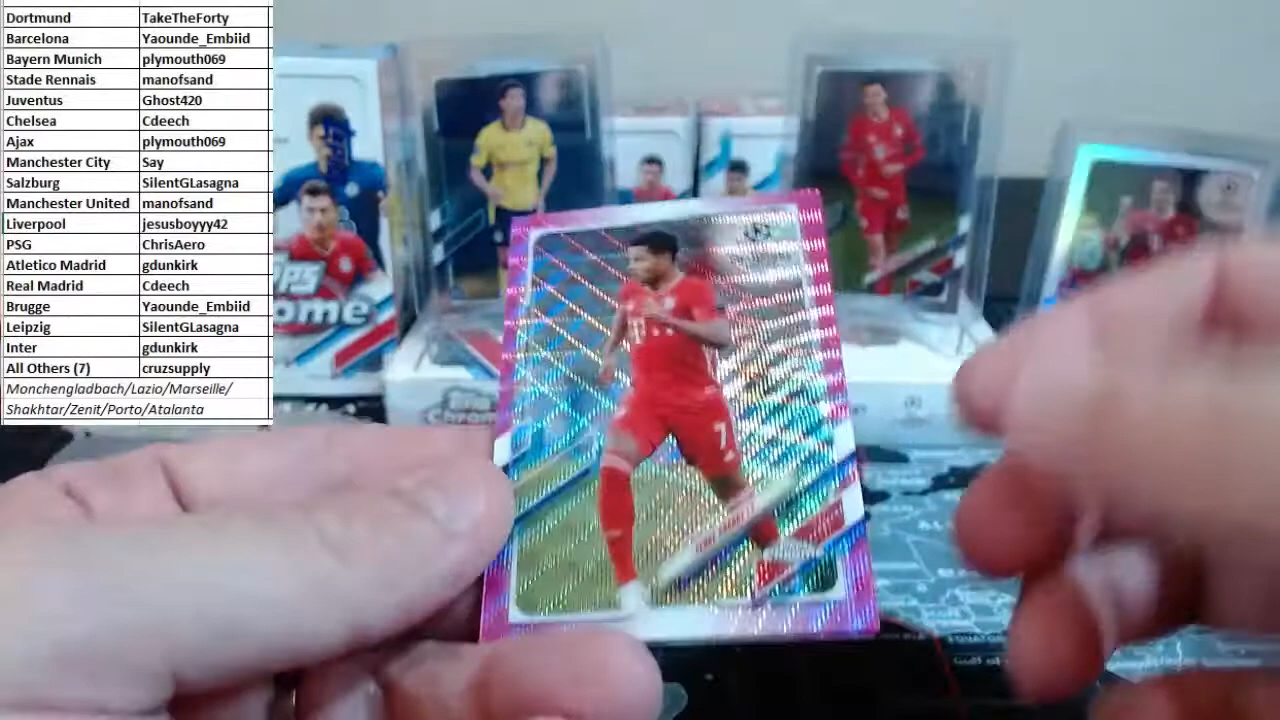 Dortmund TakeTheForty
Barcelona Yaounde_Embiid
Bayern Munich plymouth069
Stade Rennais manofsand
Juventus Ghost420
Chelsea Cdeech
Ajax plymouth069
Manchester City Say
Salzburg SilentGLasagna
Manchester United manofsand
Liverpool jesusboyyy42
PSG ChrisAero
Atletico Madrid gdunkirk
Real Madrid Cdeech
Brugge Yaounde_Embiid
Leipzig SilentGLasagna
Inter gdunkirk
All Others (7) cruzsupply
Monchengladbach/Lazio/Marseille/
Shakhtar/Zenit/Porto/Atalanta
7